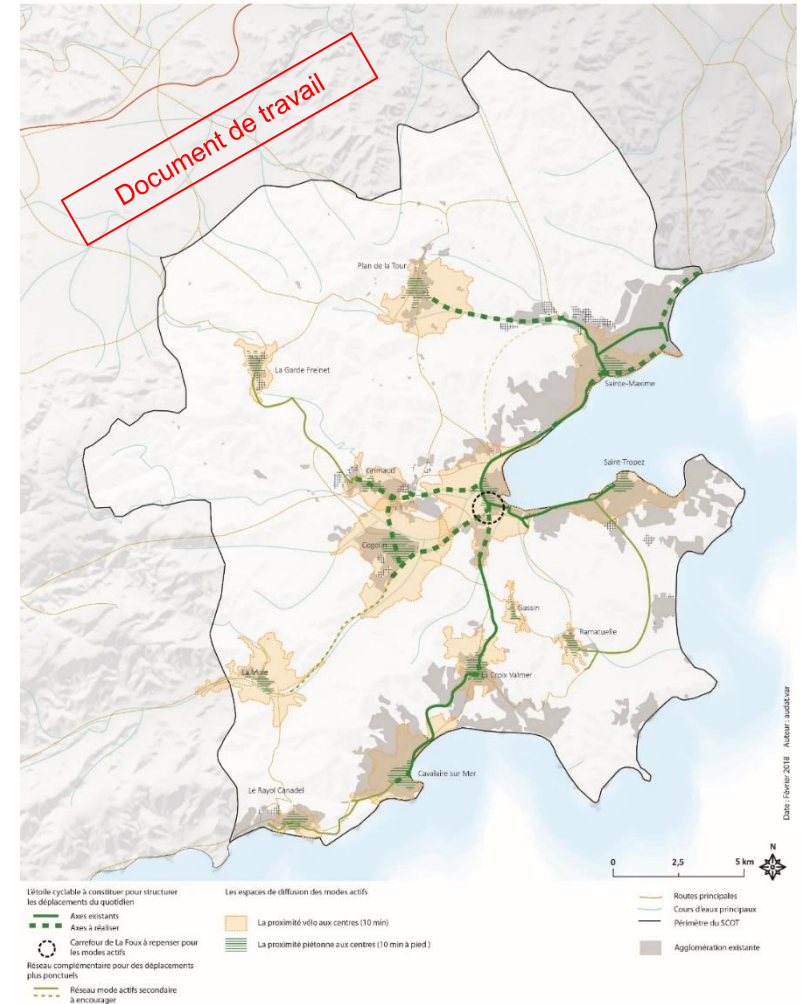 Document de travail
Plan de la Tour
La Garde Freinet
Sainte-Maxime
Saint-Tropez
Grimaud
Cogolin
Gassin
Ramatuelle
La Mole
La Croix Valmer
Cavalaire sur Mer
Le Rayol Canadel
Date : Février 2018 Auteur : audat.var
N
0 2,5 5 km
L'étoile cyclable à constituer pour structurer
les déplacements du quotidien
Axes existants
Axes à réaliser
Carrefour de La Foux à repenser pour
les modes actifs
Réseau complémentaire pour des déplacements
plus ponctuels
Réseau mode actifs secondaire
à encourager
Les espaces de diffusion des modes actifs
La proximité vélo aux centres (10 min)
La proximité piétonne aux centres (10 min à pied )
Routes principales
Cours d'eaux principaux
Périmètre du SCOT
Agglomération existante